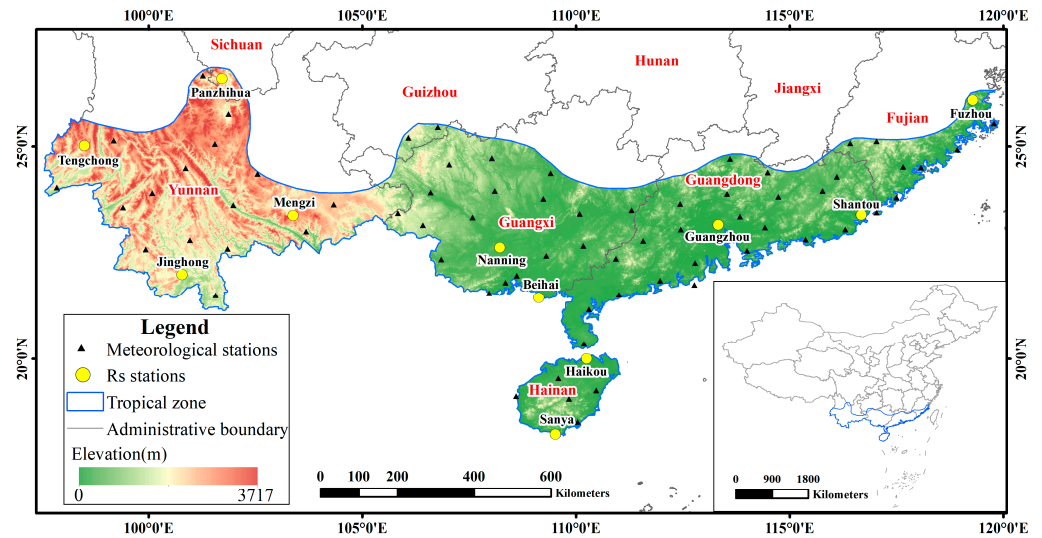 100°0'E 105°0'E 110°0'E 115°0'E 120°0'E
Sichuan
Hunan
Jiangxi
Guizhou
Panzhihua
Fujian
Fuzhou
25°0'N
25°0'N
Tengchong
Yunnan
Guangdong
Mengzi
Shantou
Guangxi
Guangzhou
Nanning
Jinghong
Beihai
Legend
Meteorological stations
Rs stations
Tropical zone
Administrative boundary
Elevation(m)
0 3717
20°0'N
20°0'N
Haikou
Hainan
Sanya
0 100 200 400 600
Kilometers
0 900 1800
Kilometers
100°0'E 105°0'E 110°0'E 115°0'E 120°0'E